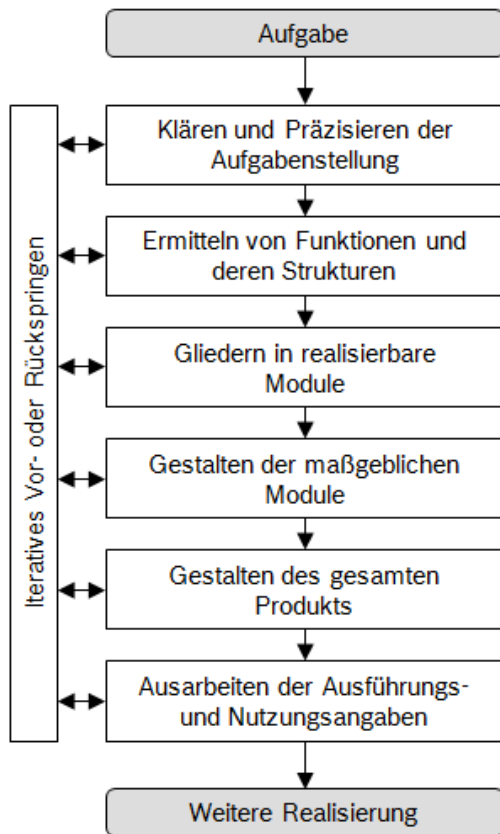 Aufgabe
Klären und Präzisieren der
Aufgabenstellung
Ermitteln von Funktionen und
deren Strukturen
Gliedern in realisierbare
Module
Gestalten der maßgeblichen
Module
Gestalten des gesamten
Produkts
Ausarbeiten der Ausführungs-
und Nutzungsangaben
Weitere Realisierung
Iteratives Vor- oder Rückspringen